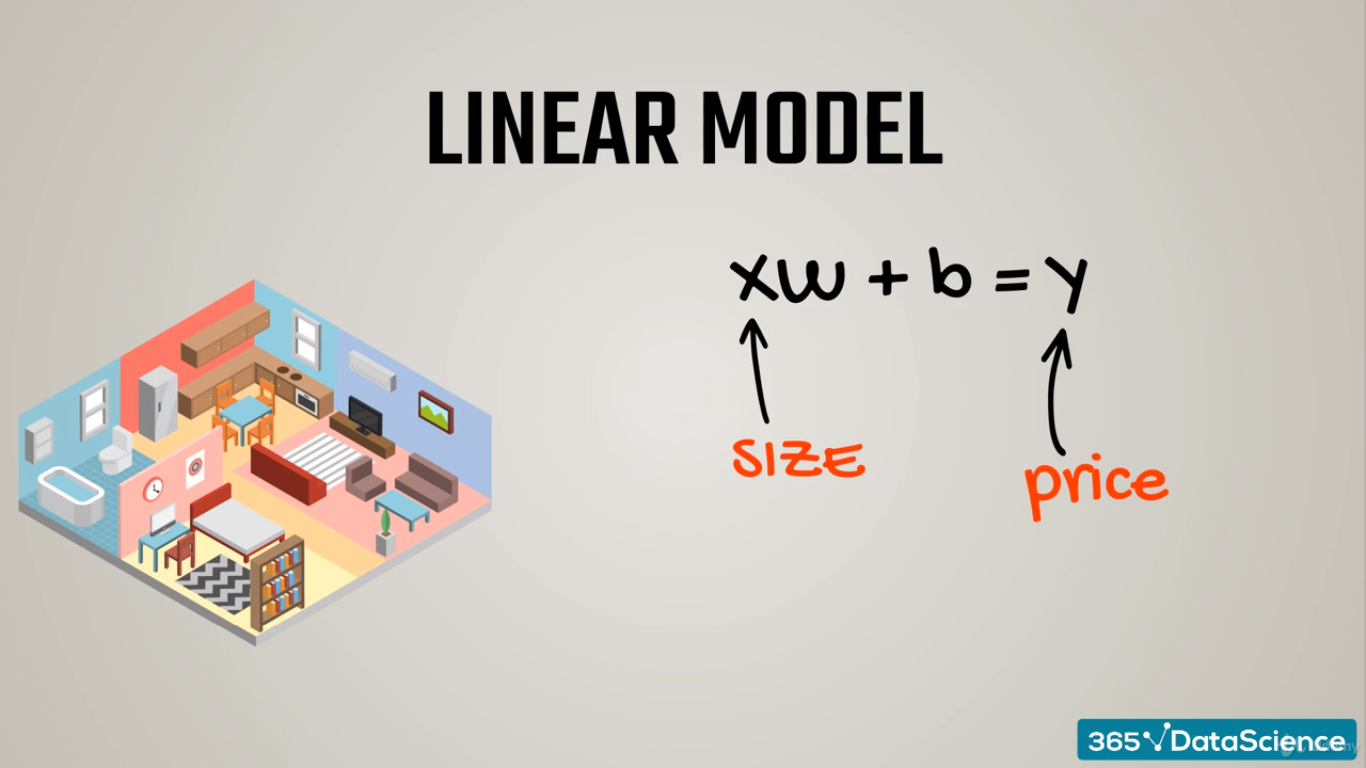 LINEAR MODEL
xw + b = y
SIZE
price
365 DataScience